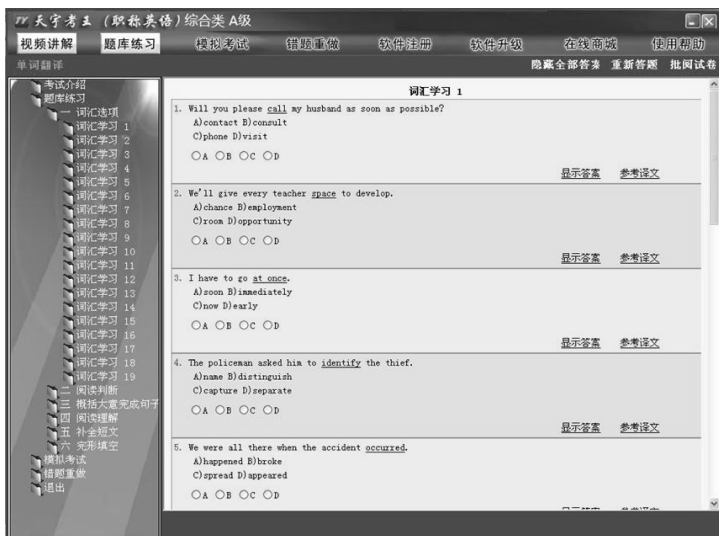 TY 天宇考王(职称英语)综合类 A级
视频讲解 题库练习 模拟考试 错题重做 软件注册 软件升级 在线商城 使用帮助
单词翻译 隐藏全部答案 重新答题 批阅试卷
考试介绍
题库练习
一 词汇选项
词汇学习 1
词汇学习 2
词汇学习 3
词汇学习 4
词汇学习 5
词汇学习 6
词汇学习 7
词汇学习 8
词汇学习 9
词汇学习 10
词汇学习 11
词汇学习 12
词汇学习 13
词汇学习 14
词汇学习 15
词汇学习 16
词汇学习 17
词汇学习 18
词汇学习 19
二 阅读判断
三 概括大意完成句子
四 阅读理解
五 补全短文
六 完形填空
模拟考试
错题重做
退出
词汇学习 1
1. Will you please call my husband as soon as possible?
A)contact B)consult
C)phone D)visit
A B C D
显示答案 参考译文
2. We'll give every teacher space to develop.
A)chance B)employment
C)room D)opportunity
A B C D
显示答案 参考译文
3. I have to go at once.
A)soon B)immediately
C)now D)early
A B C D
显示答案 参考译文
4. The policeman asked him to identify the thief.
A)name B)distinguish
C)capture D)separate
A B C D
显示答案 参考译文
5. We were all there when the accident occurred.
A)happened B)broke
C)spread D)appeared
A B C D